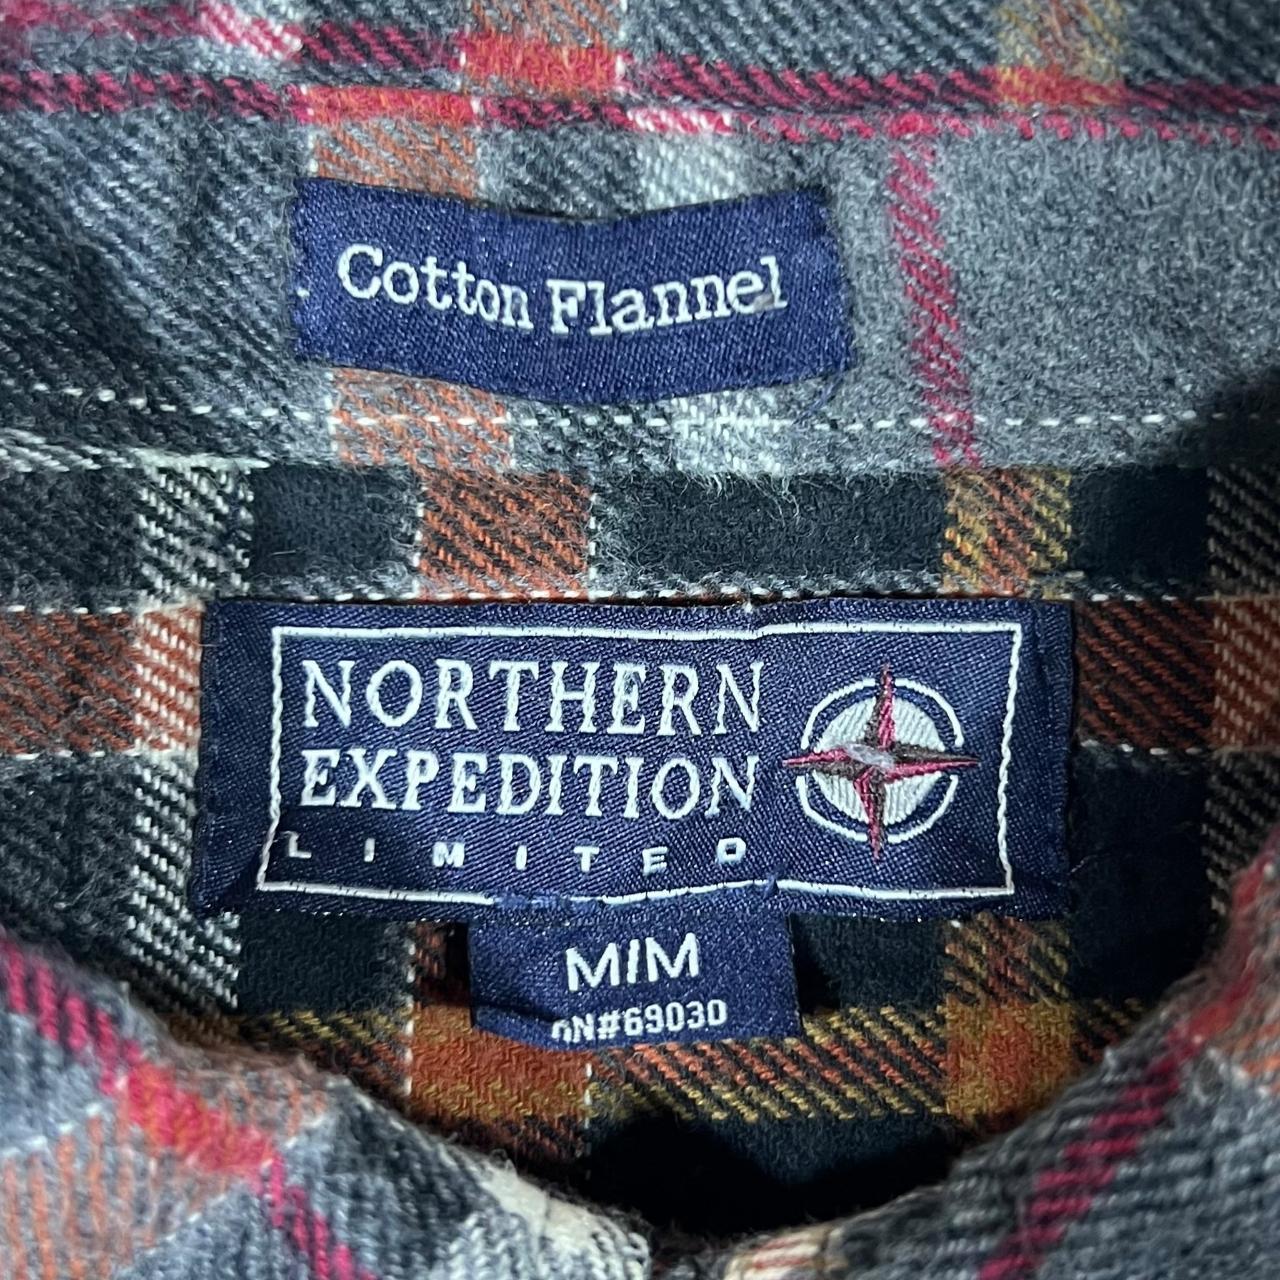 Cotton Flannel
NORTHERN
EXPEDITION
LIMITED
M/M
RN#69030